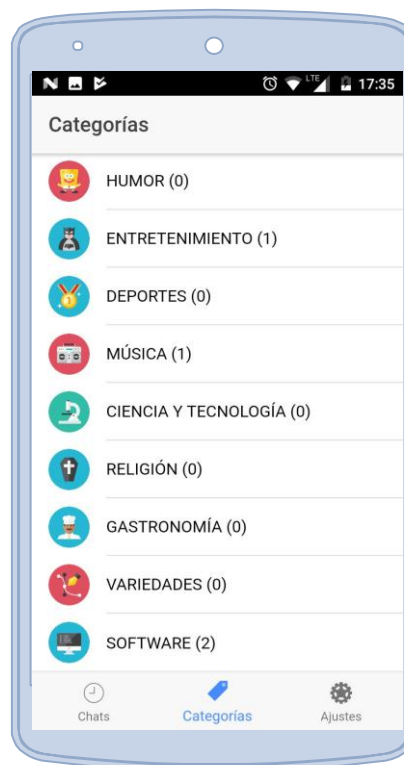 LTE 17:35
Categorías
HUMOR (0)
ENTRETENIMIENTO (1)
DEPORTES (0)
MÚSICA (1)
CIENCIA Y TECNOLOGÍA (0)
RELIGIÓN (0)
GASTRONOMÍA (0)
VARIEDADES (0)
SOFTWARE (2)
Chats Categorías Ajustes